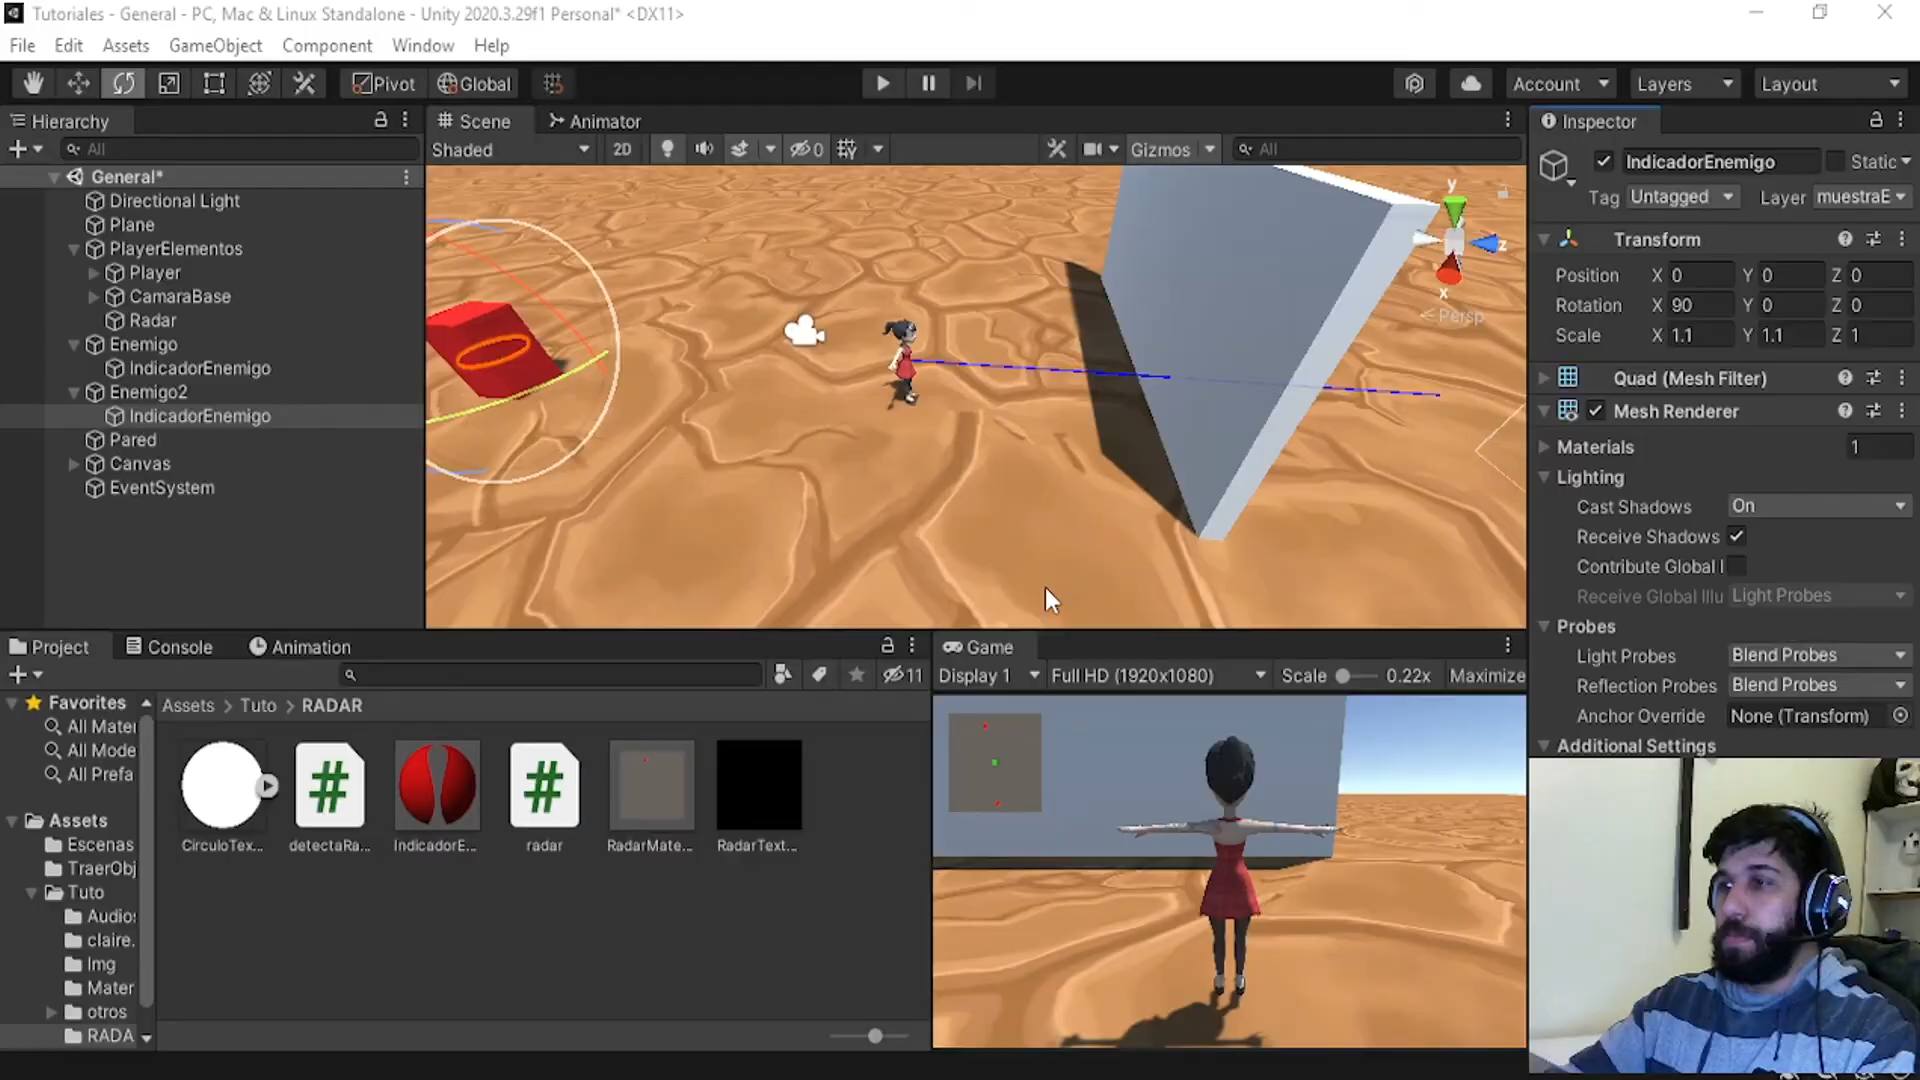 Tutoriales - General - PC, Mac & Linux Standalone - Unity 2020.3.29f1 Personal* <DX11>
File Edit Assets GameObject Component Window Help
Pivot Global Account Layers Layout
Hierarchy
All
General*
Directional Light
Plane
PlayerElementos
Player
CamaraBase
Radar
Enemigo
IndicadorEnemigo
Enemigo2
IndicadorEnemigo
Pared
Canvas
EventSystem
Scene Animator
Shaded 2D 0 Gizmos All
y
z
x
Persp
Inspector
IndicadorEnemigo Static
Tag Untagged Layer muestraE
Transform
Position X 0 Y 0 Z 0
Rotation X 90 Y 0 Z 0
Scale X 1.1 Y 1.1 Z 1
Quad (Mesh Filter)
Mesh Renderer
Materials 1
Lighting
Cast Shadows On
Receive Shadows
Contribute Global I
Receive Global Illu Light Probes
Probes
Light Probes Blend Probes
Reflection Probes Blend Probes
Anchor Override None (Transform)
Additional Settings
Project Console Animation
11
Favorites
All Mater
All Mode
All Prefa
Assets
Escenas
TraerObj
Tuto
Audio
claire.
Img
Mater
otros
RADA
Assets > Tuto > RADAR
CirculoTex... detectaRa... IndicadorE... radar RadarMate... RadarText...
Game
Display 1 Full HD (1920x1080) Scale 0.22x Maximize